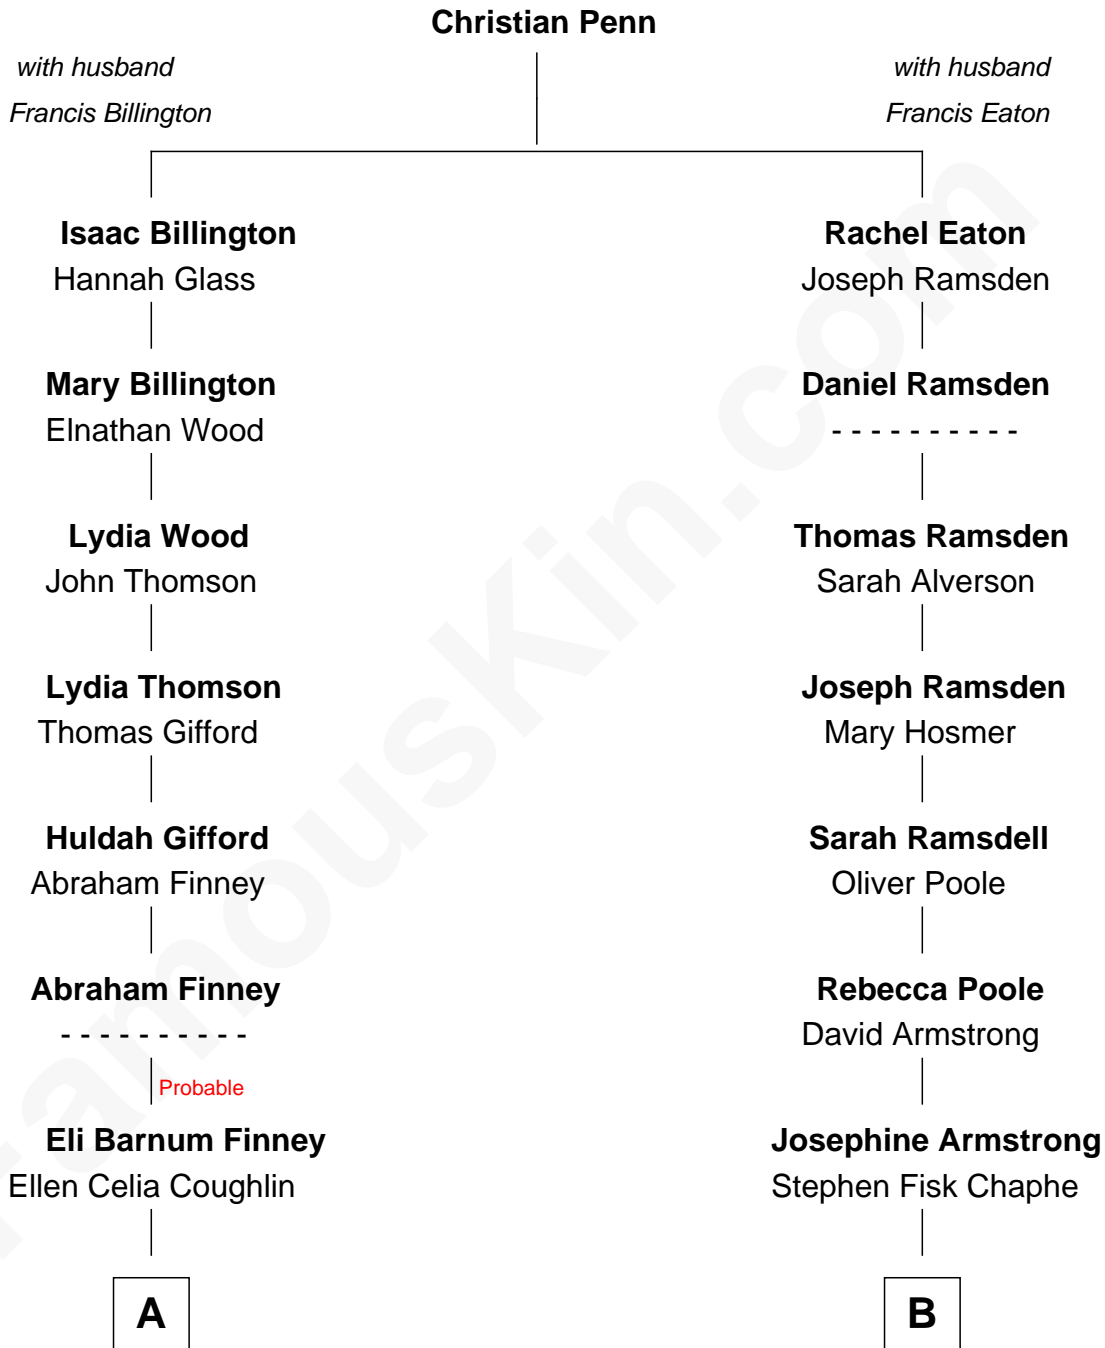 Christian Penn
with husband
Francis Billington
with husband
Francis Eaton
Isaac Billington
Hannah Glass
Rachel Eaton
Joseph Ramsden
Mary Billington
Elnathan Wood
Daniel Ramsden
- - - - - - - - - -
Lydia Wood
John Thomson
Thomas Ramsden
Sarah Alverson
Lydia Thomson
Thomas Gifford
Joseph Ramsden
Mary Hosmer
Huldah Gifford
Abraham Finney
Sarah Ramsdell
Oliver Poole
Abraham Finney
- - - - - - - - - -
Rebecca Poole
David Armstrong
Probable
Eli Barnum Finney
Ellen Celia Coughlin
Josephine Armstrong
Stephen Fisk Chaphe
A
B
FamousKin.com